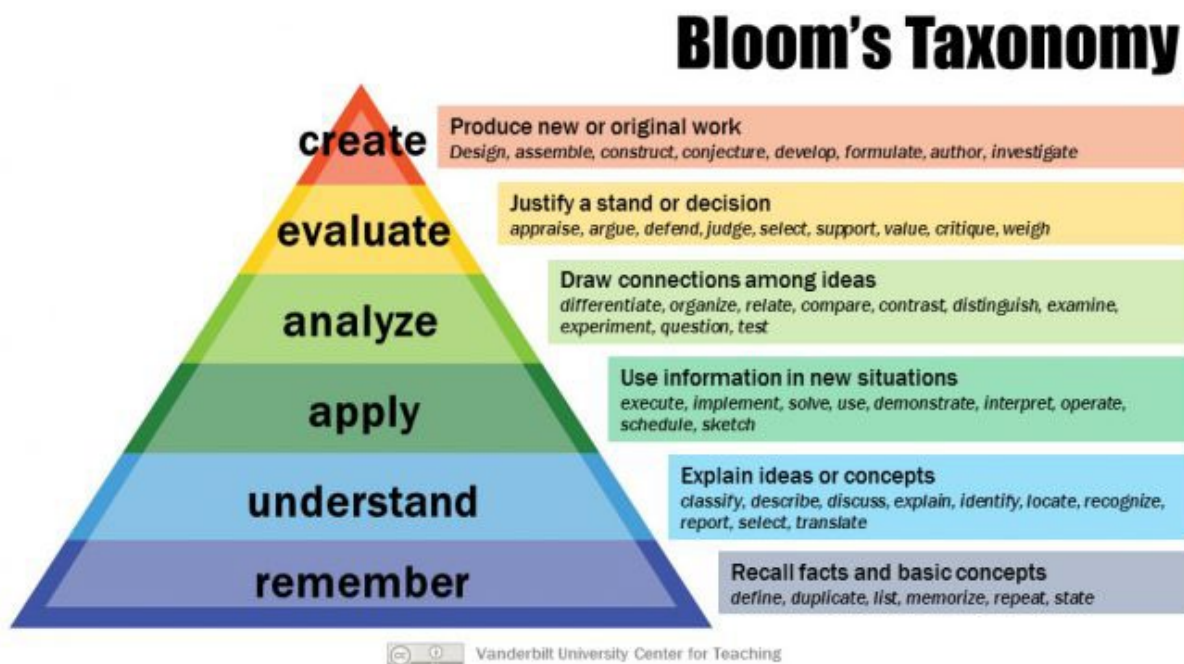 Bloom's Taxonomy
create
Produce new or original work
Design, assemble, construct, conjecture, develop, formulate, author, investigate
evaluate
Justify a stand or decision
appraise, argue, defend, judge, select, support, value, critique, weigh
analyze
Draw connections among ideas
differentiate, organize, relate, compare, contrast, distinguish, examine,
experiment, question, test
apply
Use information in new situations
execute, implement, solve, use, demonstrate, interpret, operate,
schedule, sketch
understand
Explain ideas or concepts
classify, describe, discuss, explain, identify, locate, recognize,
report, select, translate
remember
Recall facts and basic concepts
define, duplicate, list, memorize, repeat, state
cc Vanderbilt University Center for Teaching